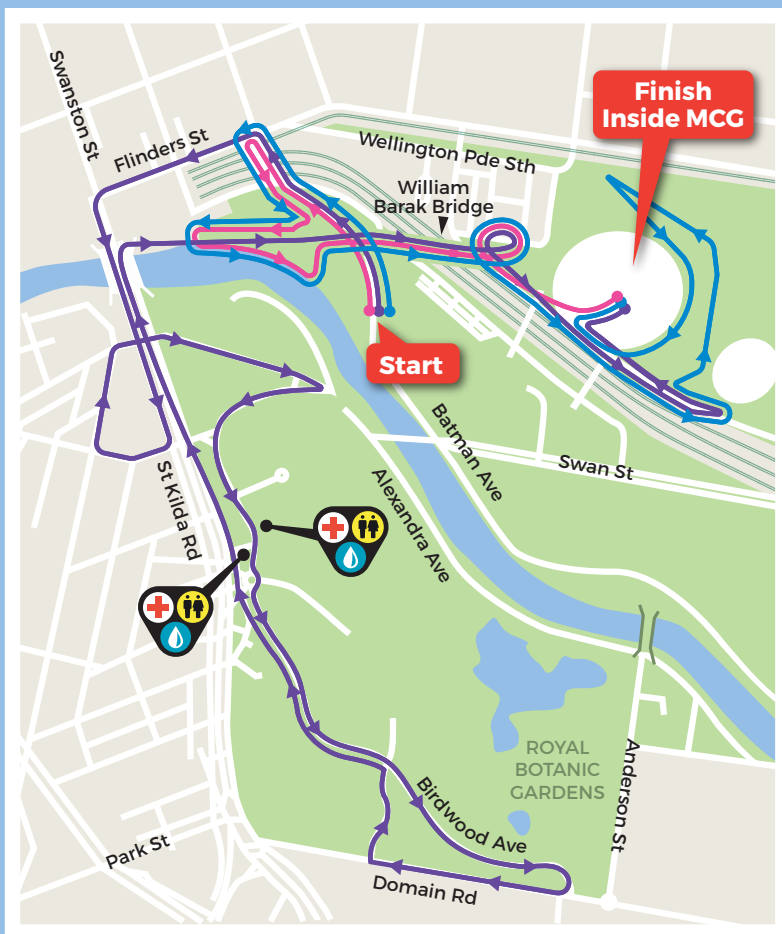 Swanston St
Flinders St
Wellington Pde Sth
William
Barak Bridge
Finish
Inside MCG
Start
Batman Ave
Swan St
Alexandra Ave
St Kilda Rd
ROYAL
BOTANIC
GARDENS
Anderson St
Birdwood Ave
Park St
Domain Rd